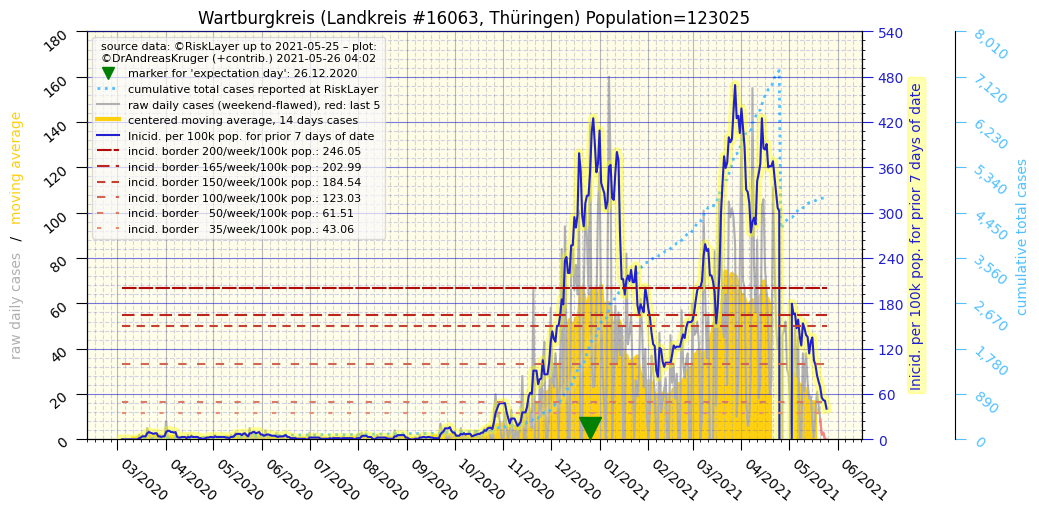 Wartburgkreis (Landkreis #16063, Thüringen) Population=123025
source data: ©RiskLayer up to 2021-05-25 – plot:
©DrAndreasKruger (+contrib.) 2021-05-26 04:02
marker for 'expectation day': 26.12.2020
cumulative total cases reported at RiskLayer
raw daily cases (weekend-flawed), red: last 5
centered moving average, 14 days cases
Inicid. per 100k pop. for prior 7 days of date
incid. border 200/week/100k pop.: 246.05
incid. border 165/week/100k pop.: 202.99
incid. border 150/week/100k pop.: 184.54
incid. border 100/week/100k pop.: 123.03
incid. border 50/week/100k pop.: 61.51
incid. border 35/week/100k pop.: 43.06
raw daily cases / moving average
180
160
140
120
100
80
60
40
20
0
03/2020
04/2020
05/2020
06/2020
07/2020
08/2020
09/2020
10/2020
11/2020
12/2020
01/2021
02/2021
03/2021
04/2021
05/2021
06/2021
540
480
420
360
300
240
180
120
60
0
Inicid. per 100k pop. for prior 7 days of date
8,010
7,120
6,230
5,340
4,450
3,560
2,670
1,780
890
0
cumulative total cases